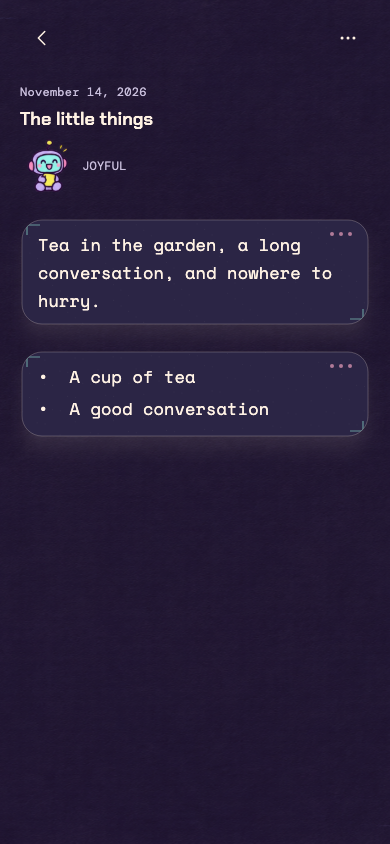 November 14, 2026
The little things
JOYFUL
Tea in the garden, a long
conversation, and nowhere to
hurry.
• A cup of tea
• A good conversation